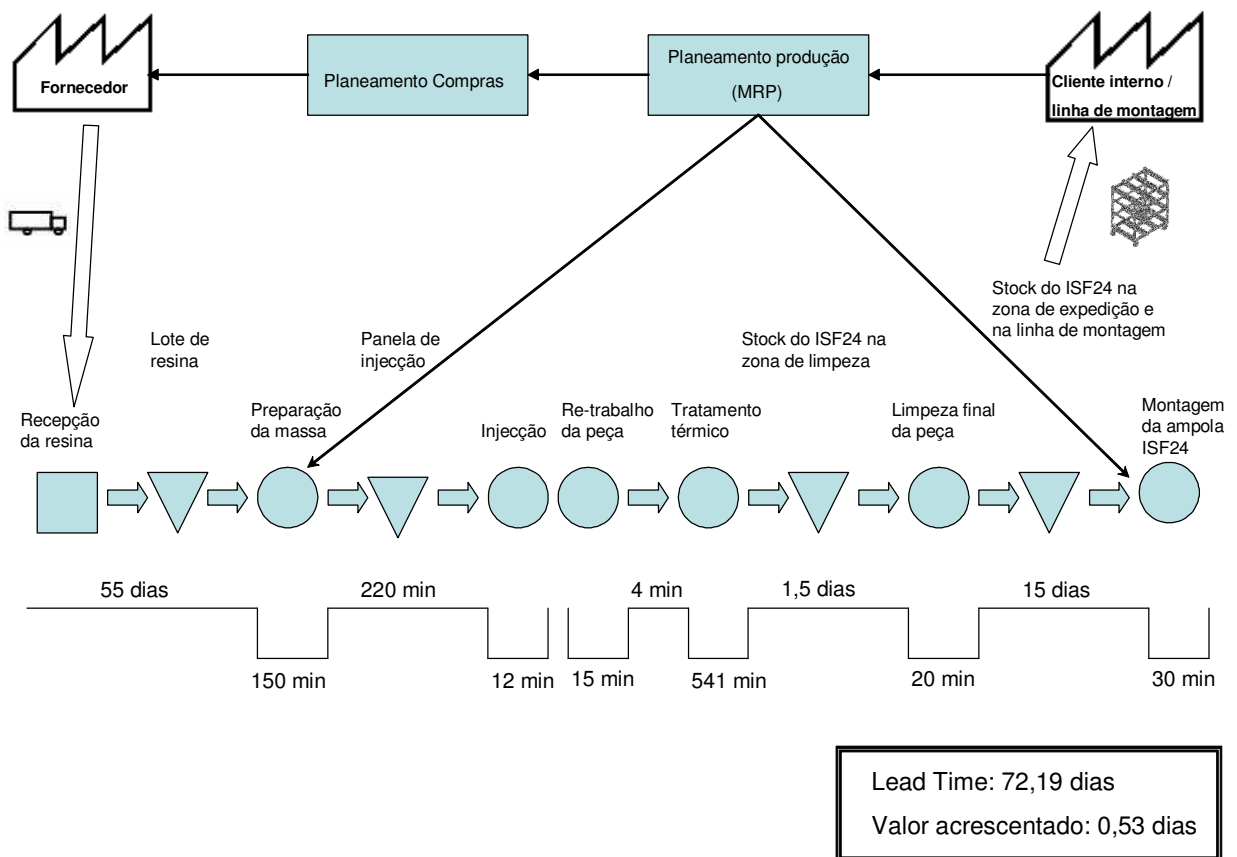 Fornecedor
Planeamento Compras
Planeamento produção
(MRP)
Cliente interno /
linha de montagem
Stock do ISF24 na
zona de expedição e
na linha de montagem
Lote de
resina
Panela de
injecção
Stock do ISF24 na
zona de limpeza
Recepção
da resina
Preparação
da massa
Injecção
Re-trabalho
da peça
Tratamento
térmico
Limpeza final
da peça
Montagem
da ampola
ISF24
55 dias
220 min
4 min
1,5 dias
15 dias
150 min
12 min
15 min
541 min
20 min
30 min
Lead Time: 72,19 dias
Valor acrescentado: 0,53 dias